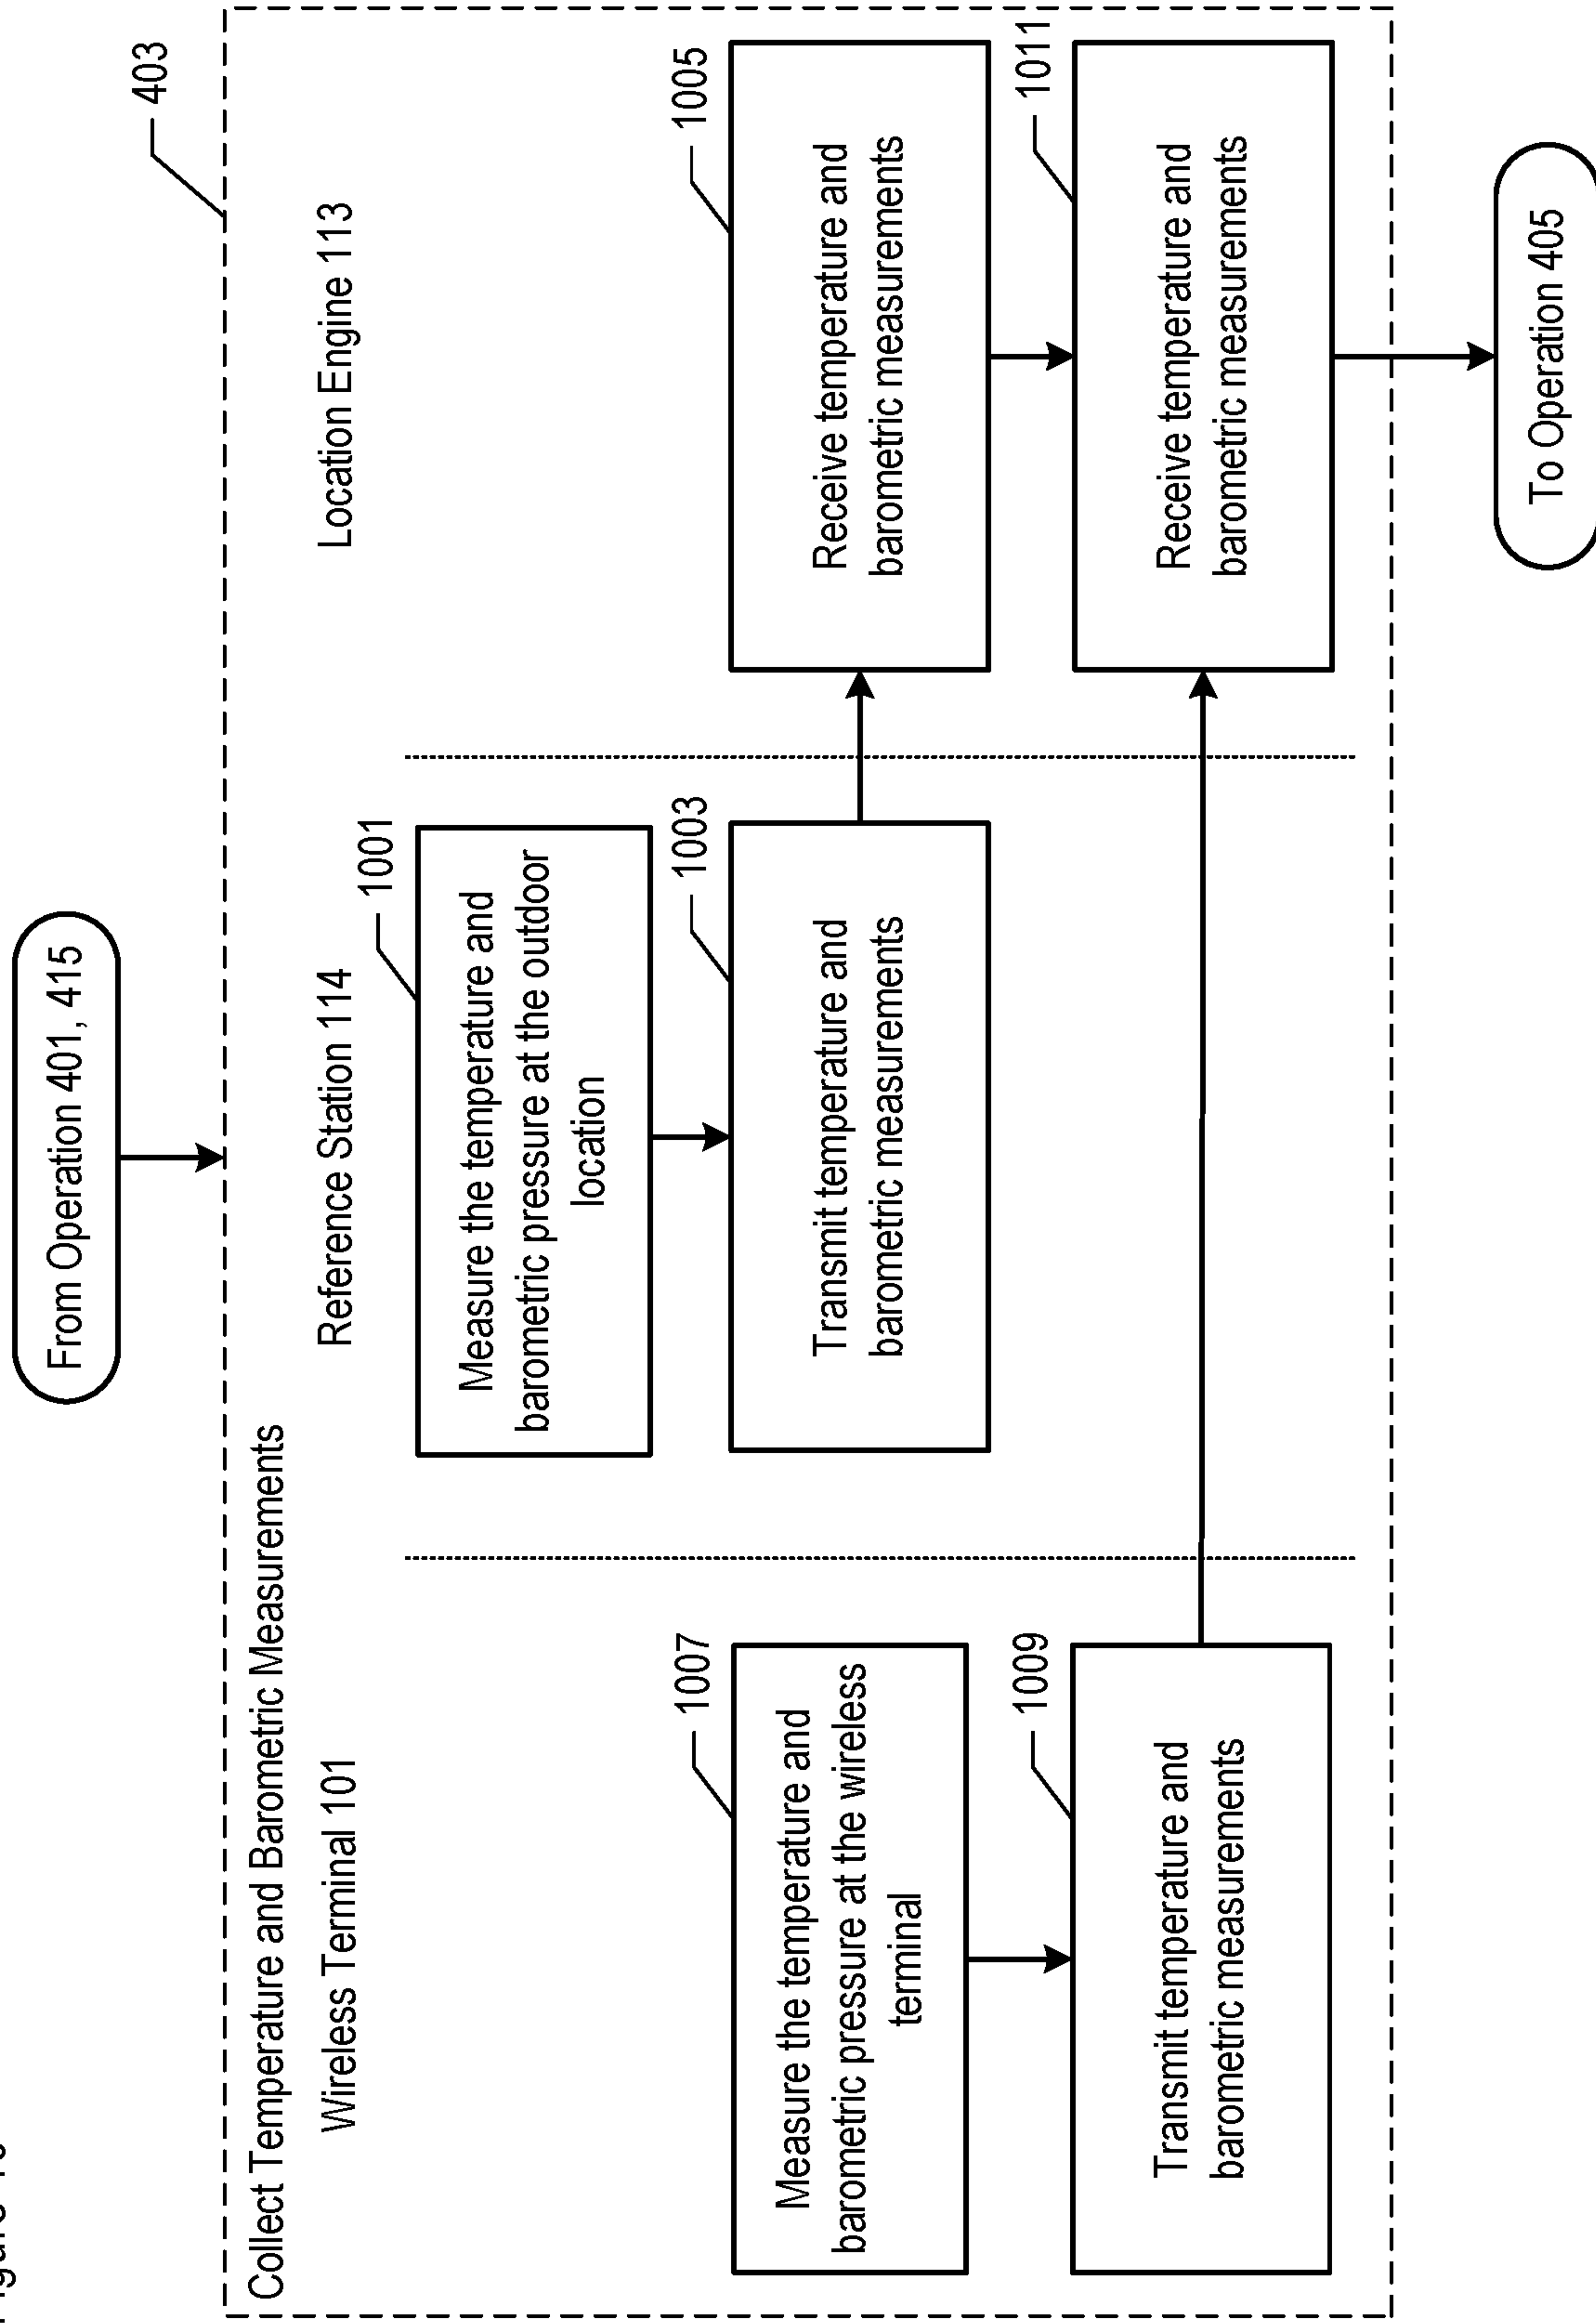 From Operation 401, 415
403
Collect Temperature and Barometric Measurements
Wireless Terminal 101
Reference Station 114
Location Engine 113
1001
Measure the temperature and
barometric pressure at the outdoor
location
1007
Measure the temperature and
barometric pressure at the wireless
terminal
1003
Transmit temperature and
barometric measurements
1005
Receive temperature and
barometric measurements
1009
Transmit temperature and
barometric measurements
1011
Receive temperature and
barometric measurements
To Operation 405